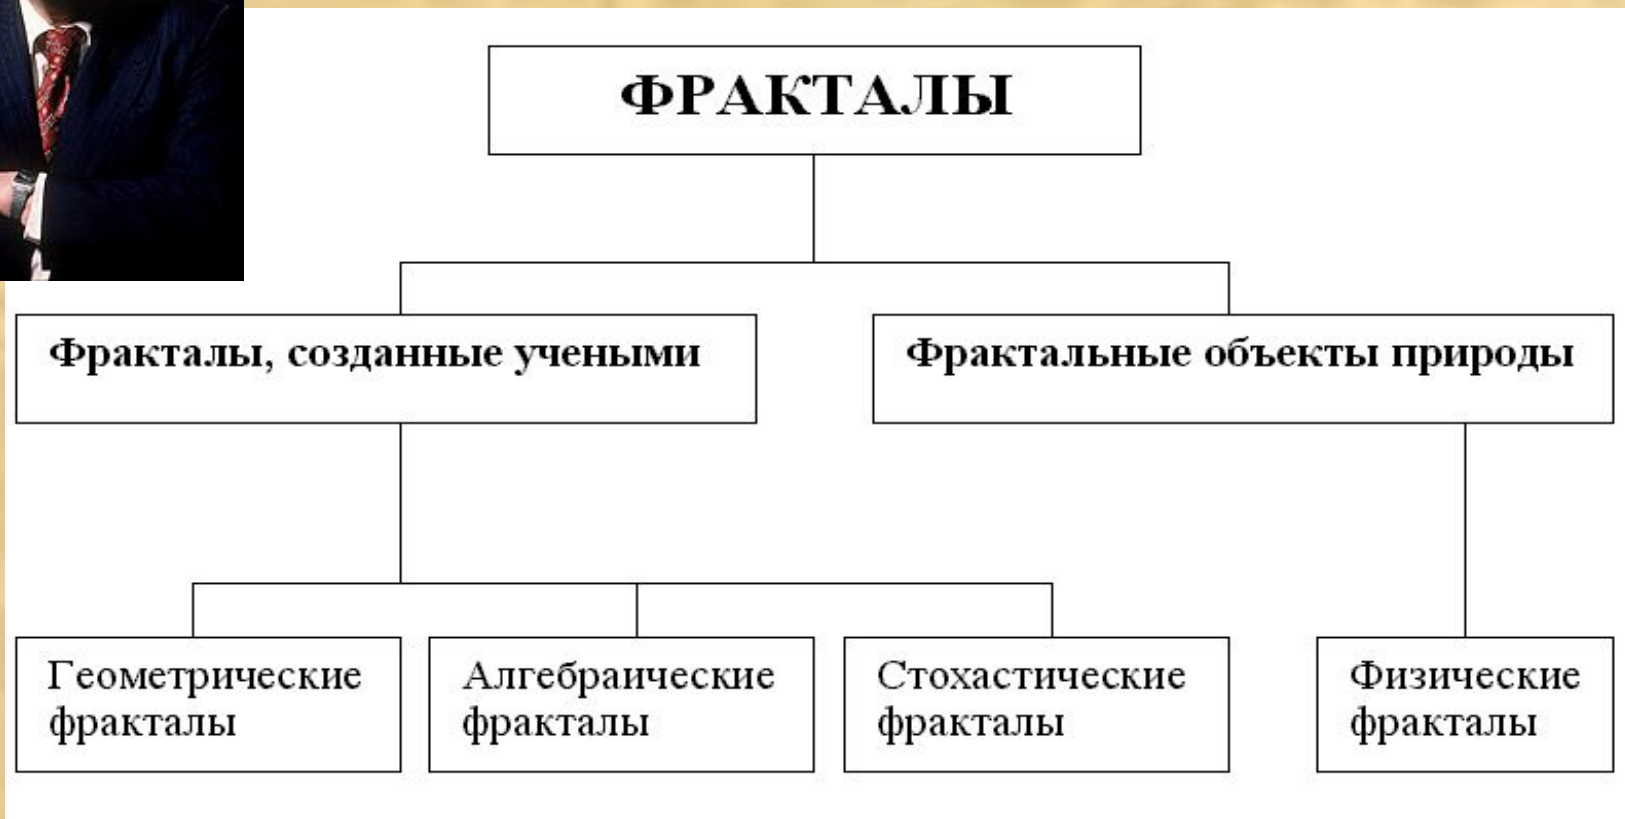 ФРАКТАЛЫ
Фракталы, созданные учеными
Фрактальные объекты природы
Геометрические
фракталы
Алгебраические
фракталы
Стохастические
фракталы
Физические
фракталы